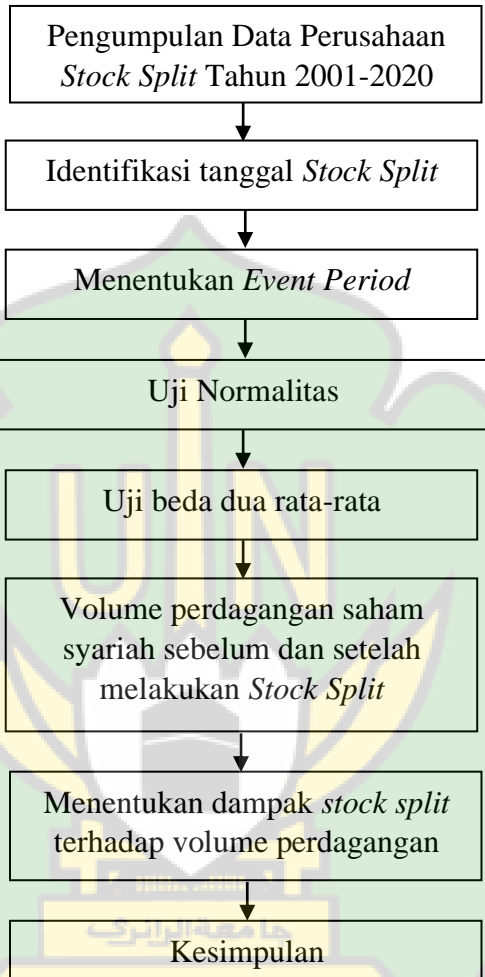 Pengumpulan Data Perusahaan
Stock Split Tahun 2001-2020
Identifikasi tanggal Stock Split
Menentukan Event Period
Uji Normalitas
Uji beda dua rata-rata
Volume perdagangan saham
syariah sebelum dan setelah
melakukan Stock Split
Menentukan dampak stock split
terhadap volume perdagangan
جامعة الرانري
Kesimpulan